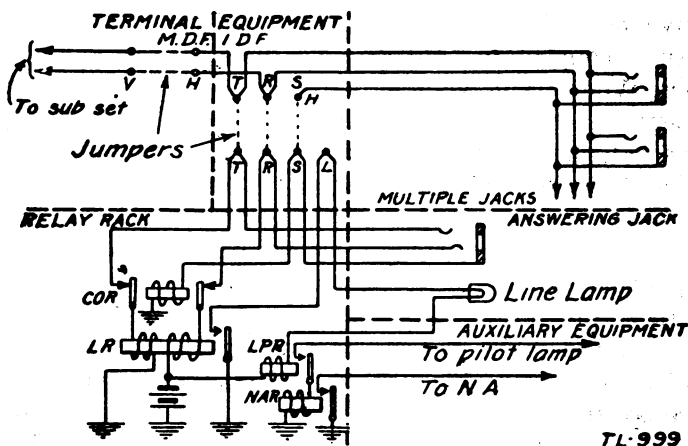 TERMINAL EQUIPMENT
M.D.F. I D F
T R S
V H H
To sub set
Jumpers
T R S L
MULTIPLE JACKS
RELAY RACK
ANSWERING JACK
COR
Line Lamp
LR
LPR
AUXILIARY EQUIPMENT
To pilot lamp
NAR
To N A
TL-999